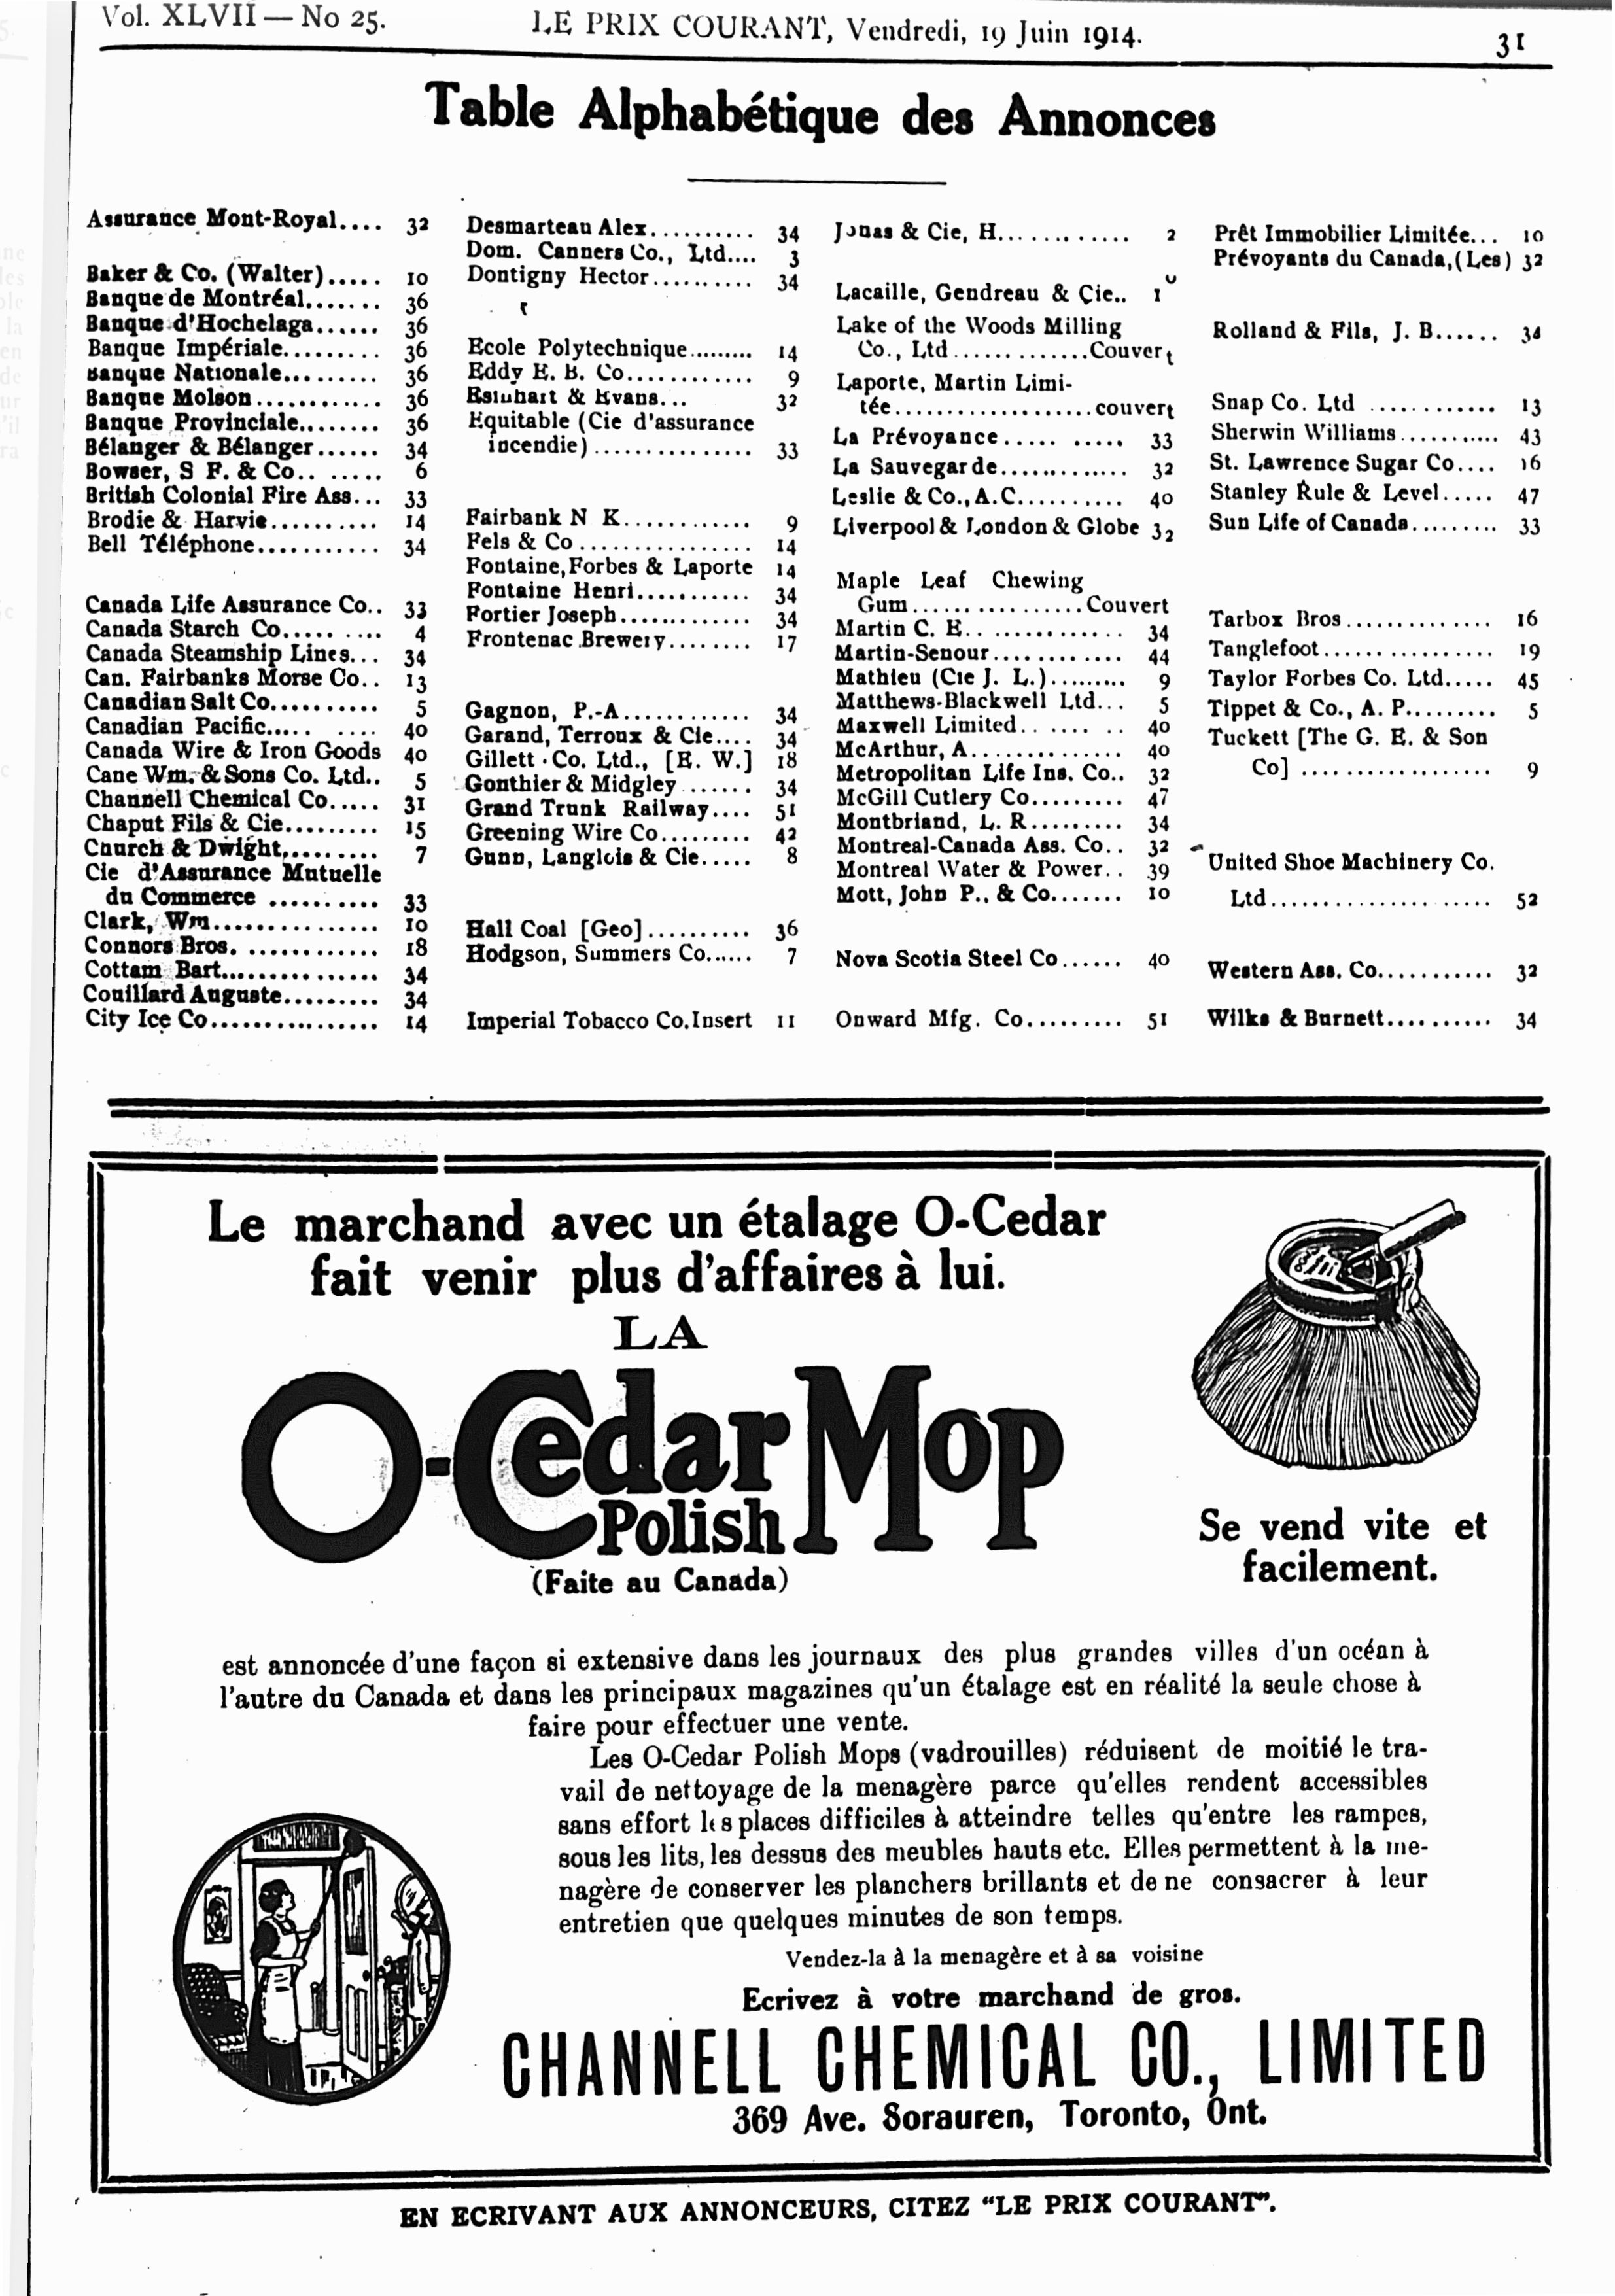 Vol. XLVII — No 25.
LE PRIX COURANT, Vendredi, 19 Juin 1914.
31
Table Alphabétique des Annonces
Assurance Mont-Royal.... 32
Baker & Co. (Walter)..... 10
Banque de Montréal....... 36
Banque d'Hochelaga...... 36
Banque Impériale......... 36
Banque Nationale......... 36
Banque Molson ............ 36
Banque Provinciale........ 36
Bélanger & Bélanger...... 34
Bowser, S F. & Co.. ..... 6
British Colonial Fire Ass... 33
Brodie & Harvie.......... 14
Bell Téléphone........... 34
Canada Life Assurance Co.. 33
Canada Starch Co..... .... 4
Canada Steamship Lines... 34
Can. Fairbanks Morse Co.. 13
Canadian Salt Co.......... 5
Canadian Pacific..... .... 40
Canada Wire & Iron Goods 40
Cane Wm. & Sons Co. Ltd.. 5
Channell Chemical Co..... 31
Chaput Fils & Cie......... 15
Church & Dwight.......... 7
Cie d'Assurance Mutuelle
du Commerce .......... 33
Clark, Wm............... 10
Connors Bros. ............ 18
Cottam Bart............... 34
Couillard Auguste......... 34
City Ice Co................ 14
Desmarteau Alex.......... 34
Dom. Canners Co., Ltd.... 3
Dontigny Hector.......... 34
Ecole Polytechnique......... 14
Eddy E. B. Co............ 9
Esinhart & Evans... 32
Equitable (Cie d'assurance
incendie)............... 33
Fairbank N K............ 9
Fels & Co ................ 14
Fontaine, Forbes & Laporte 14
Fontaine Henri........... 34
Fortier Joseph............. 34
Frontenac Brewery........ 17
Gagnon, P.-A............ 34
Garand, Terroux & Cie.... 34
Gillett Co. Ltd., [E. W.] 18
Gonthier & Midgley ....... 34
Grand Trunk Railway.... 51
Greening Wire Co......... 42
Gunn, Langlois & Cie..... 8
Hall Coal [Geo].......... 36
Hodgson, Summers Co...... 7
Imperial Tobacco Co. Insert 11
Jonas & Cie, H............. 2
Lacaille, Gendreau & Cie.. 1
Lake of the Woods Milling
Co., Ltd .............Couvert
Laporte, Martin Limi-
tée...................couvert
La Prévoyance..... ..... 33
La Sauvegarde............. 32
Leslie & Co., A. C.......... 40
Liverpool & London & Globe 32
Maple Leaf Chewing
Gum.................Couvert
Martin C. E.. ............ 34
Martin-Senour............. 44
Mathieu (Cie J. L.)......... 9
Matthews-Blackwell Ltd... 5
Maxwell Limited.. ..... .. 40
McArthur, A............... 40
Metropolitan Life Ins. Co.. 32
McGill Cutlery Co......... 47
Montbriand, L. R......... 34
Montreal-Canada Ass. Co.. 32
Montreal Water & Power.. 39
Mott, John P., & Co....... 10
Nova Scotia Steel Co...... 40
Onward Mfg. Co......... 51
Prêt Immobilier Limitée... 10
Prévoyants du Canada, (Les) 32
Rolland & Fils, J. B...... 34
Snap Co. Ltd ............ 13
Sherwin Williams.......... 43
St. Lawrence Sugar Co.... 16
Stanley Rule & Level..... 47
Sun Life of Canada......... 33
Tarbox Bros.............. 16
Tanglefoot................ 19
Taylor Forbes Co. Ltd..... 45
Tippet & Co., A. P......... 5
Tuckett [The G. E. & Son
Co] .................. 9
United Shoe Machinery Co.
Ltd..................... 52
Western Ass. Co........... 32
Wilks & Burnett........... 34
Le marchand avec un étalage O-Cedar
fait venir plus d'affaires à lui.
LA
O-Cedar Mop
Polish
(Faite au Canada)
Se vend vite et
facilement.
est annoncée d'une façon si extensive dans les journaux des plus grandes villes d'un océan à
l'autre du Canada et dans les principaux magazines qu'un étalage est en réalité la seule chose à
faire pour effectuer une vente.
Les O-Cedar Polish Mops (vadrouilles) réduisent de moitié le tra-
vail de nettoyage de la menagère parce qu'elles rendent accessibles
sans effort les places difficiles à atteindre telles qu'entre les rampes,
sous les lits, les dessus des meubles hauts etc. Elles permettent à la me-
nagère de conserver les planchers brillants et de ne consacrer à leur
entretien que quelques minutes de son temps.
Vendez-la à la menagère et à sa voisine
Ecrivez à votre marchand de gros.
CHANNELL CHEMICAL CO., LIMITED
369 Ave. Sorauren, Toronto, Ont.
EN ECRIVANT AUX ANNONCEURS, CITEZ "LE PRIX COURANT".